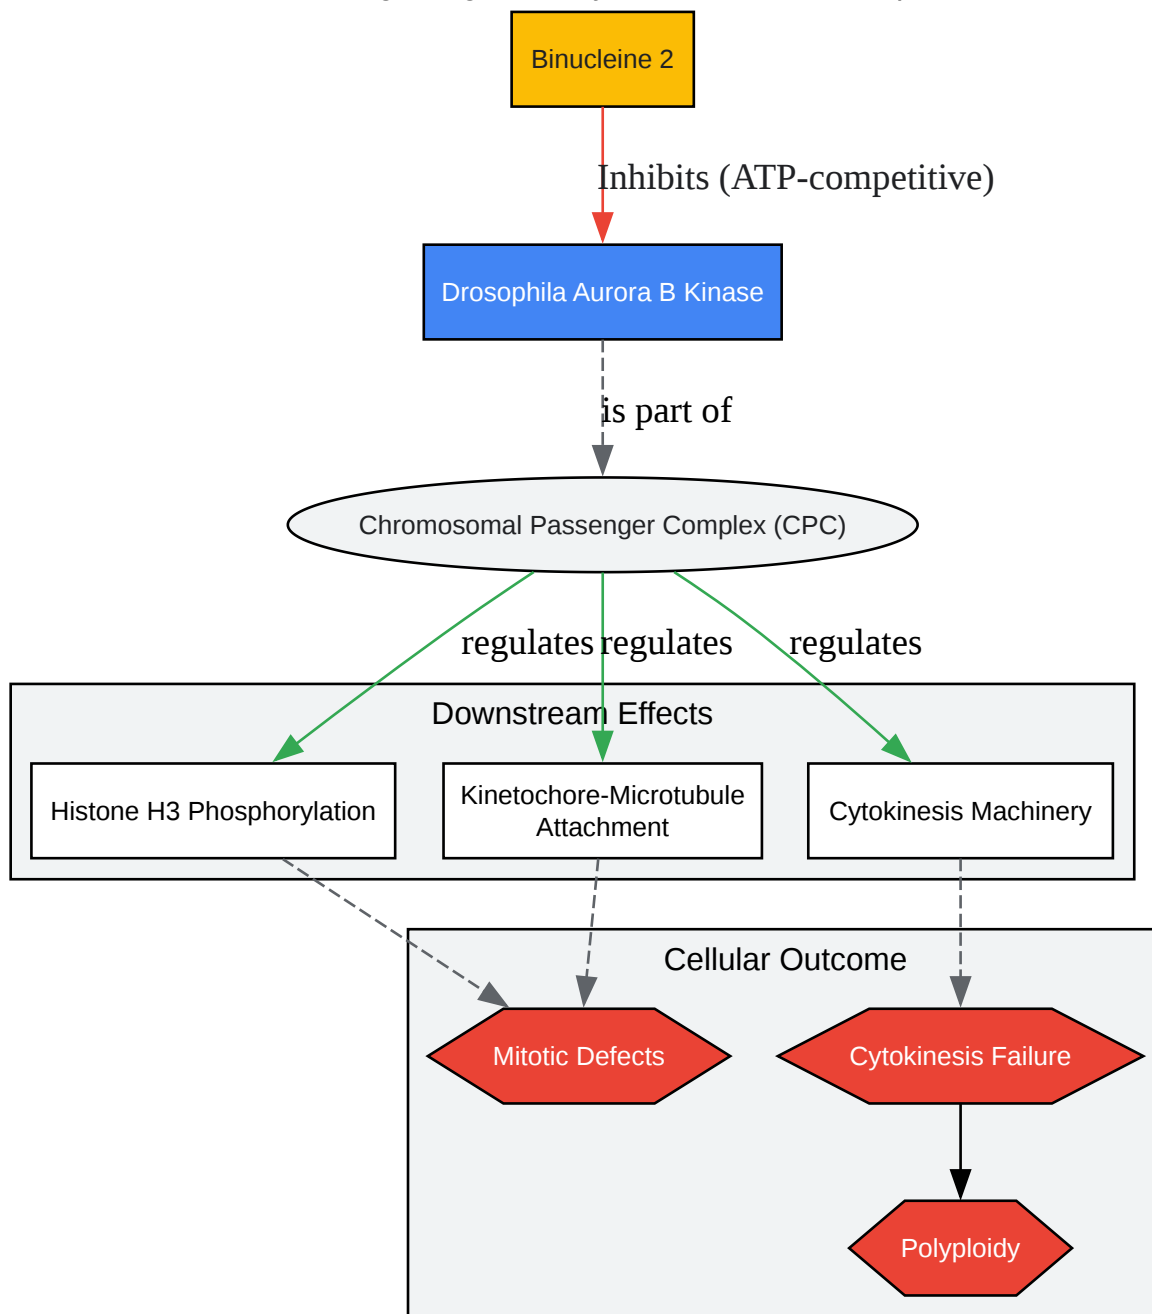 Binucleine 2
Inhibits (ATP-competitive)
Drosophila Aurora B Kinase
is part of
Chromosomal Passenger Complex (CPC)
regulates regulates regulates
Downstream Effects
Histone H3 Phosphorylation
Kinetochore-Microtubule
Attachment
Cytokinesis Machinery
Cellular Outcome
Mitotic Defects
Cytokinesis Failure
Polyploidy